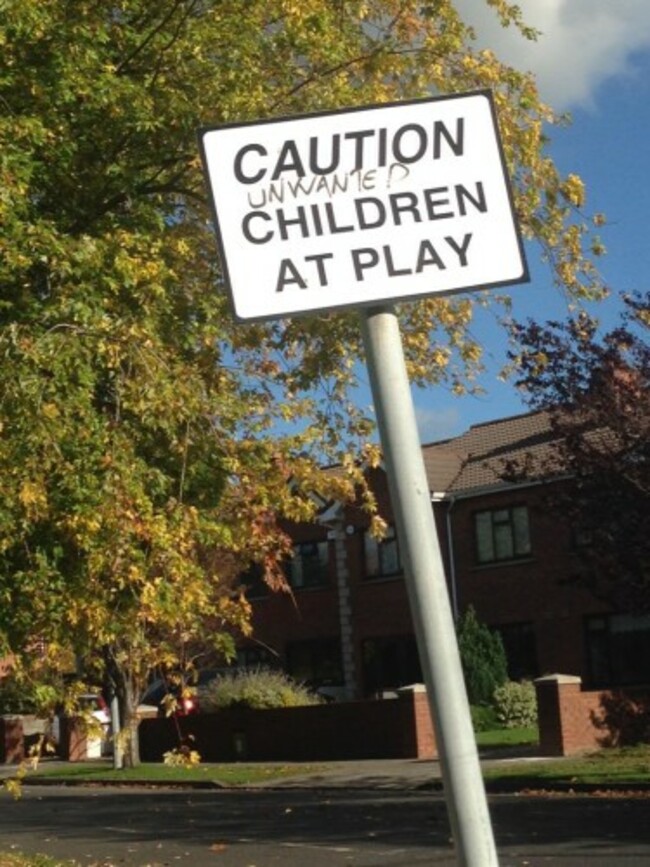 CAUTION
UNWANTED
CHILDREN
AT PLAY